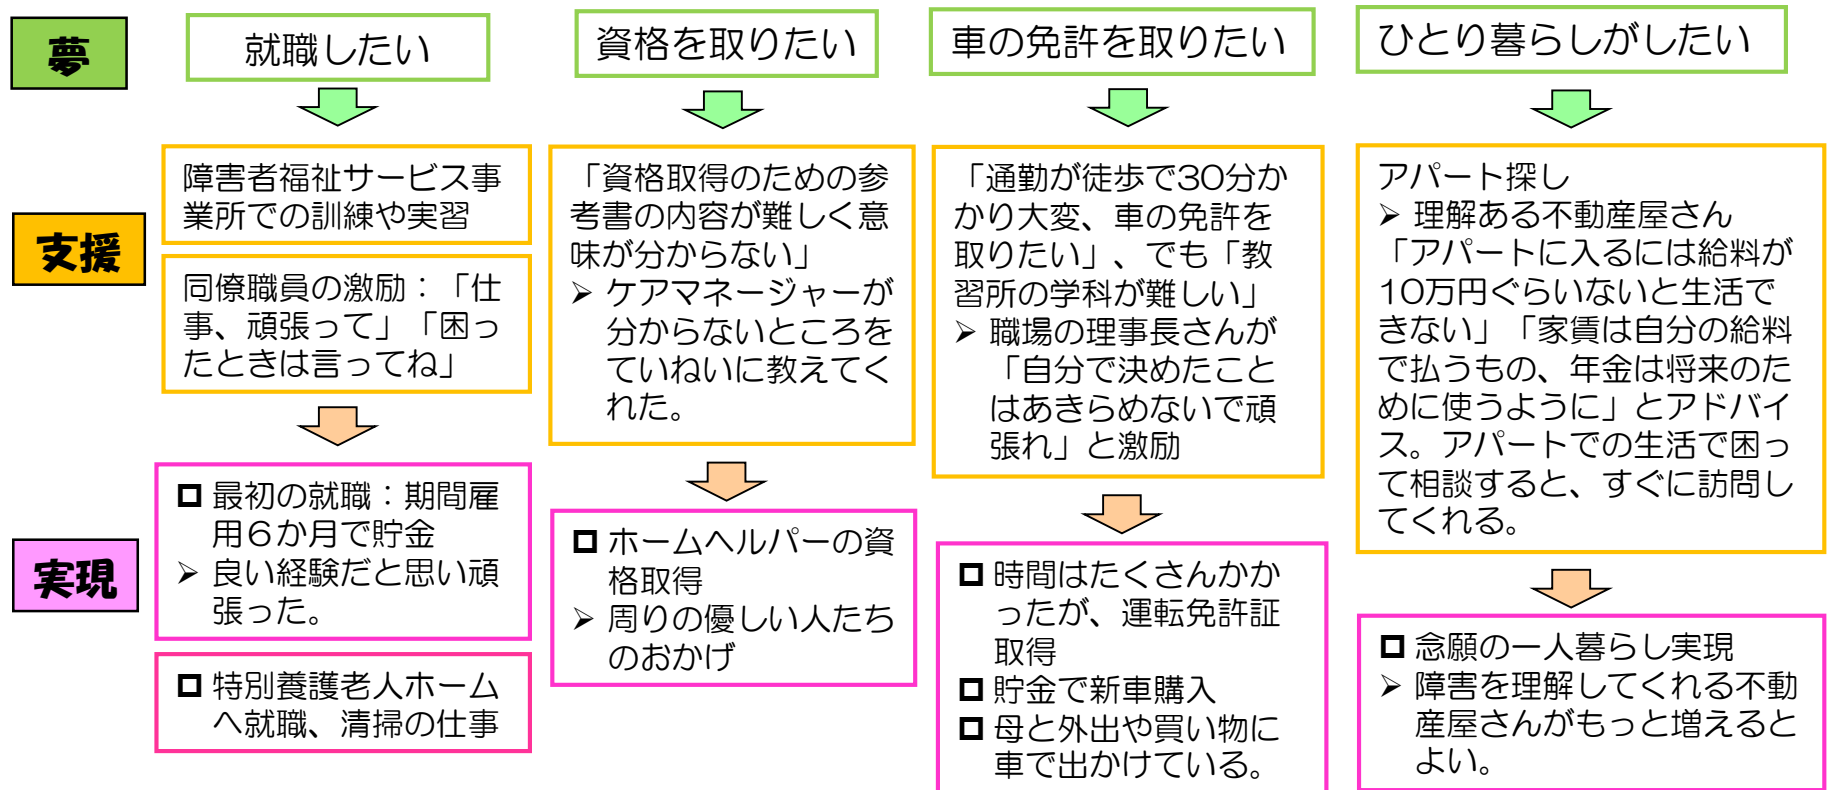 夢
就職したい
資格を取りたい
車の免許を取りたい
ひとり暮らしがしたい
支援
障害者福祉サービス事
業所での訓練や実習
同僚職員の激励：「仕
事、頑張って」「困っ
たときは言ってね」
「資格取得のための参
考書の内容が難しく意
味が分からない」
➢ ケアマネージャーが
分からないところを
ていねいに教えてく
れた。
「通勤が徒歩で30分か
かり大変、車の免許を
取りたい」、でも「教
習所の学科が難しい」
➢ 職場の理事長さんが
「自分で決めたこと
はあきらめないで頑
張れ」と激励
アパート探し
➢ 理解ある不動産屋さん
「アパートに入るには給料が
10万円ぐらいないと生活で
きない」「家賃は自分の給料
で払うもの、年金は将来のた
めに使うように」とアドバイ
ス。アパートでの生活で困っ
て相談すると、すぐに訪問し
てくれる。
実現
□ 最初の就職：期間雇
用６か月で貯金
➢ 良い経験だと思い頑
張った。
□ 特別養護老人ホーム
へ就職、清掃の仕事
□ ホームヘルパーの資
格取得
➢ 周りの優しい人たち
のおかげ
□ 時間はたくさんかか
ったが、運転免許証
取得
□ 貯金で新車購入
□ 母と外出や買い物に
車で出かけている。
□ 念願の一人暮らし実現
➢ 障害を理解してくれる不動
産屋さんがもっと増えると
よい。